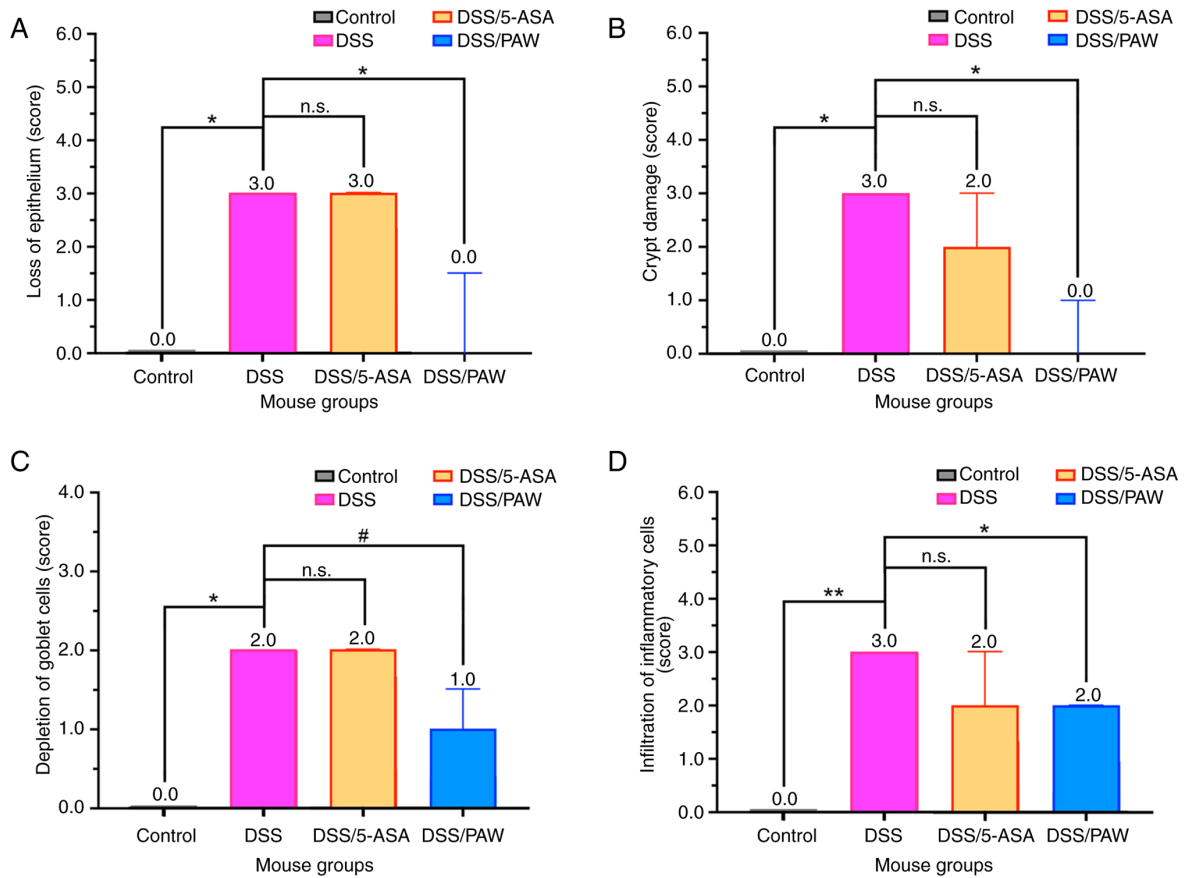 A
Control DSS/5-ASA
DSS DSS/PAW
6.0
5.0
4.0
3.0
2.0
1.0
0.0
Loss of epithelium (score)
*
n.s.
*
0.0 3.0 3.0 0.0
Control DSS DSS/5-ASA DSS/PAW
Mouse groups
B
Control DSS/5-ASA
DSS DSS/PAW
6.0
5.0
4.0
3.0
2.0
1.0
0.0
Crypt damage (score)
*
n.s.
*
0.0 3.0 2.0 0.0
Control DSS DSS/5-ASA DSS/PAW
Mouse groups
C
Control DSS/5-ASA
DSS DSS/PAW
4.0
3.0
2.0
1.0
0.0
Depletion of goblet cells (score)
#
n.s.
*
0.0 2.0 2.0 1.0
Control DSS DSS/5-ASA DSS/PAW
Mouse groups
D
Control DSS/5-ASA
DSS DSS/PAW
6.0
5.0
4.0
3.0
2.0
1.0
0.0
Infiltration of inflammatory cells
(score)
*
n.s.
**
0.0 3.0 2.0 2.0
Control DSS DSS/5-ASA DSS/PAW
Mouse groups